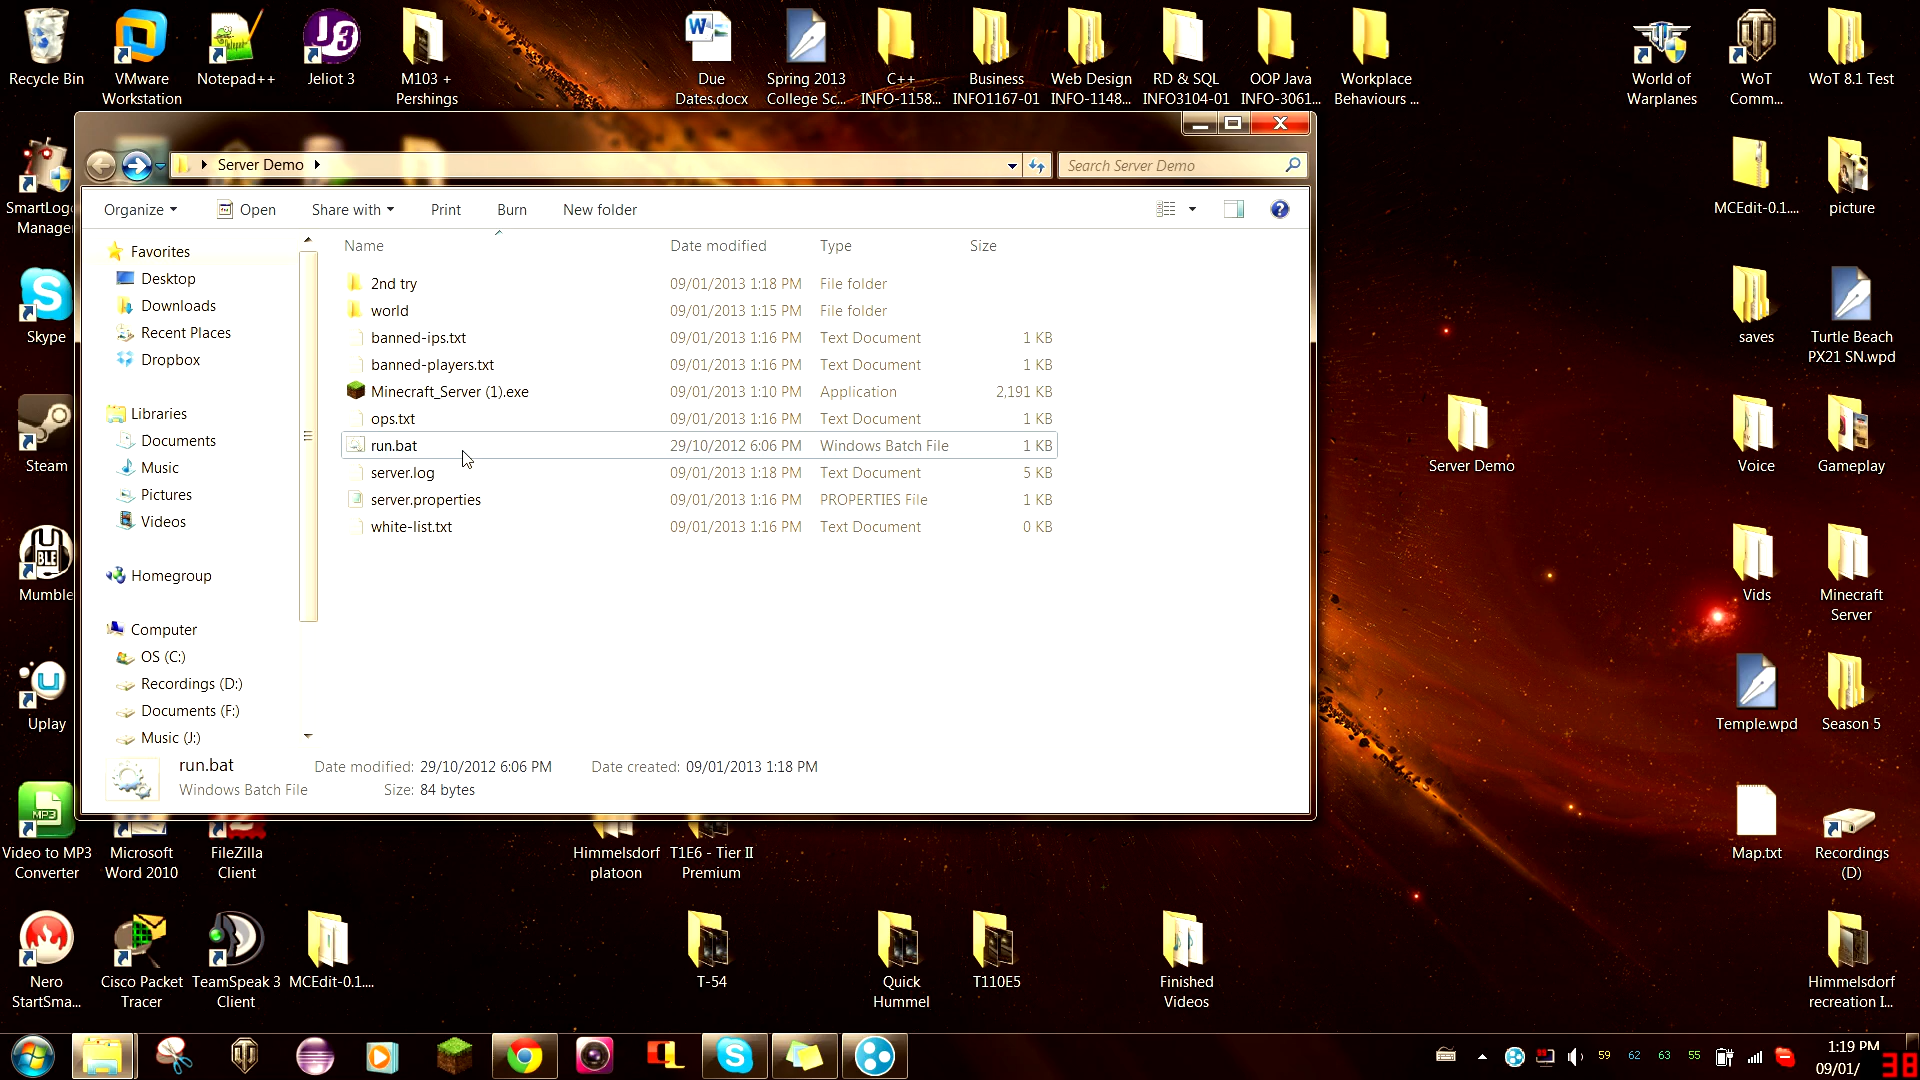 Recycle Bin
VMware
Workstation
Notepad++
Jeliot 3
M103 +
Pershings
Due
Dates.docx
Spring 2013
College Sc...
C++
INFO-1158...
Business
INFO1167-01
Web Design
INFO-1148...
RD & SQL
INFO3104-01
OOP Java
INFO-3061...
Workplace
Behaviours ...
World of
Warplanes
WoT
Comm...
WoT 8.1 Test
Server Demo
Search Server Demo
Organize
Open
Share with
Print
Burn
New folder
Name
Date modified
Type
Size
2nd try 09/01/2013 1:18 PM File folder
world 09/01/2013 1:15 PM File folder
banned-ips.txt 09/01/2013 1:16 PM Text Document 1 KB
banned-players.txt 09/01/2013 1:16 PM Text Document 1 KB
Minecraft_Server (1).exe 09/01/2013 1:10 PM Application 2,191 KB
ops.txt 09/01/2013 1:16 PM Text Document 1 KB
run.bat 29/10/2012 6:06 PM Windows Batch File 1 KB
server.log 09/01/2013 1:18 PM Text Document 5 KB
server.properties 09/01/2013 1:16 PM PROPERTIES File 1 KB
white-list.txt 09/01/2013 1:16 PM Text Document 0 KB
Favorites
Desktop
Downloads
Recent Places
Dropbox
Libraries
Documents
Music
Pictures
Videos
Homegroup
Computer
OS (C:)
Recordings (D:)
Documents (F:)
Music (J:)
run.bat
Date modified: 29/10/2012 6:06 PM
Date created: 09/01/2013 1:18 PM
Windows Batch File
Size: 84 bytes
SmartLog
Manager
Skype
Steam
Mumble
Uplay
MCEdit-0.1....
picture
saves
Turtle Beach
PX21 SN.wpd
Server Demo
Voice
Gameplay
Vids
Minecraft
Server
Temple.wpd
Season 5
MP3
Video to MP3
Converter
Microsoft
Word 2010
FileZilla
Client
Himmelsdorf
platoon
T1E6 - Tier II
Premium
Map.txt
Recordings
(D)
Nero
StartSma...
Cisco Packet
Tracer
TeamSpeak 3
Client
MCEdit-0.1....
T-54
Quick
Hummel
T110E5
Finished
Videos
Himmelsdorf
recreation I...
59
62
63
55
1:19 PM
09/01/
38